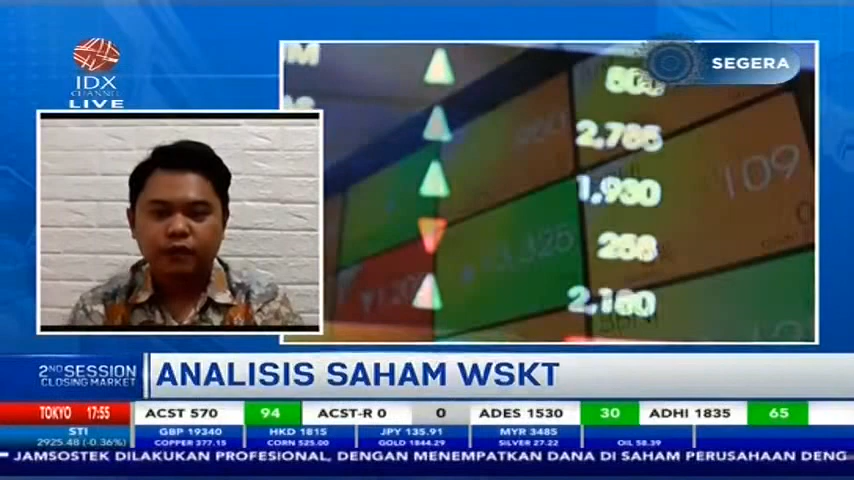 IDX
CHANNEL
LIVE
SEGERA
2,785
1,930
258
2,180
109
2ND SESSION
CLOSING MARKET
ANALISIS SAHAM WSKT
TOKYO 17:55 ACST 570 94 ACST-R 0 0 ADES 1530 30 ADHI 1835 65
STI GBP 19340 HKD 1815 JPY 135.91 MYR 3485
2925.48 (-0.36%) COPPER 377.15 CORN 525.00 GOLD 1844.29 SILVER 27.22 OIL 58.39
JAMSOSTEK DILAKUKAN PROFESIONAL, DENGAN MENEMPATKAN DANA DI SAHAM PERUSAHAAN DENG